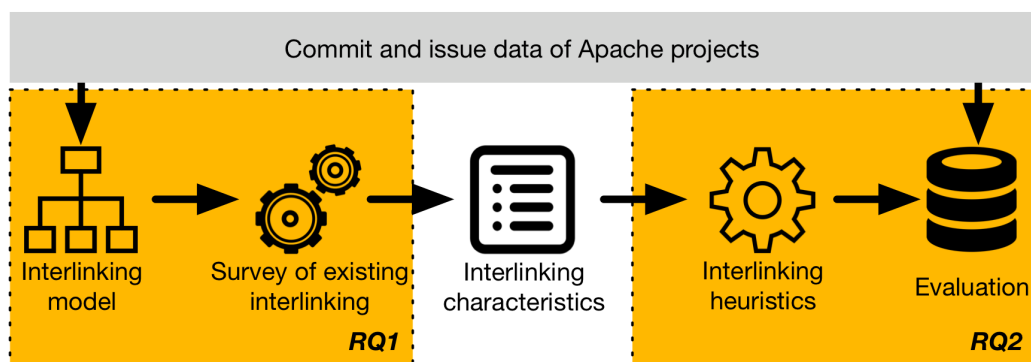 Commit and issue data of Apache projects
Interlinking
model
Survey of existing
interlinking
RQ1
Interlinking
characteristics
Interlinking
heuristics
Evaluation
RQ2